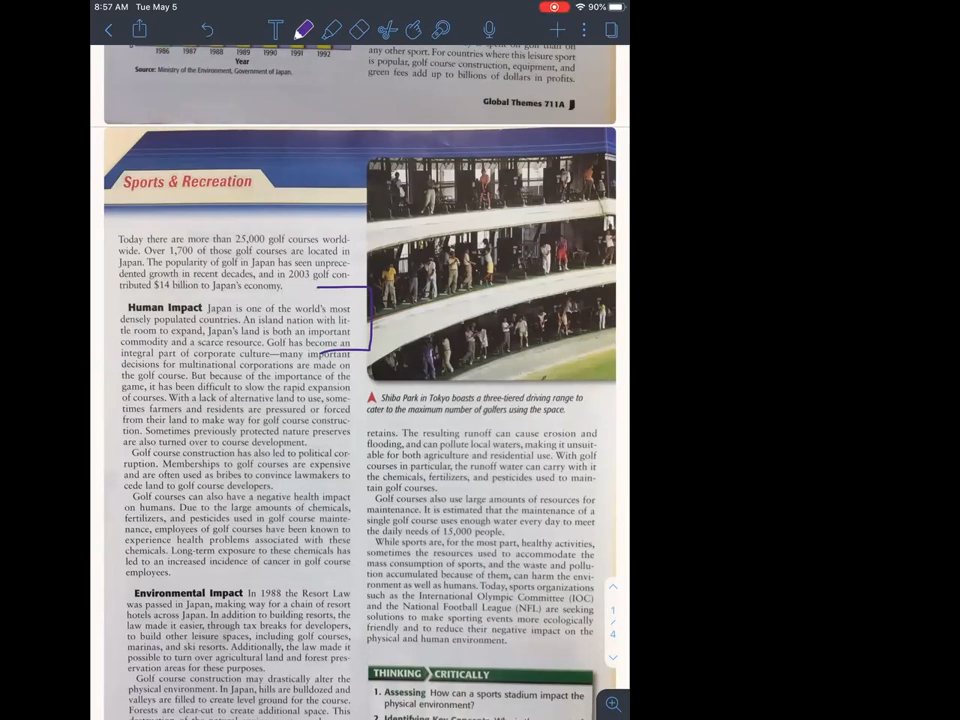 8:57 AM Tue May 5
90%
1986 1987 1988 1989 1990 1991 1992
Year
Source: Ministry of the Environment, Government of Japan.
any other sport. For countries where this leisure sport
is popular, golf course construction, equipment, and
green fees add up to billions of dollars in profits.
Global Themes 711A
Sports & Recreation
Today there are more than 25,000 golf courses world-
wide. Over 1,700 of those golf courses are located in
Japan. The popularity of golf in Japan has seen unprece-
dented growth in recent decades, and in 2003 golf con-
tributed $14 billion to Japan's economy.
Human Impact Japan is one of the world's most
densely populated countries. An island nation with lit-
tle room to expand, Japan's land is both an important
commodity and a scarce resource. Golf has become an
integral part of corporate culture—many important
decisions for multinational corporations are made on
the golf course. But because of the importance of the
game, it has been difficult to slow the rapid expansion
of courses. With a lack of alternative land to use, some-
times farmers and residents are pressured or forced
from their land to make way for golf course construc-
tion. Sometimes previously protected nature preserves
are also turned over to course development.
Golf course construction has also led to political cor-
ruption. Memberships to golf courses are expensive
and are often used as bribes to convince lawmakers to
cede land to golf course developers.
Golf courses can also have a negative health impact
on humans. Due to the large amounts of chemicals,
fertilizers, and pesticides used in golf course mainte-
nance, employees of golf courses have been known to
experience health problems associated with these
chemicals. Long-term exposure to these chemicals has
led to an increased incidence of cancer in golf course
employees.
Environmental Impact In 1988 the Resort Law
was passed in Japan, making way for a chain of resort
hotels across Japan. In addition to building resorts, the
law made it easier, through tax breaks for developers,
to build other leisure spaces, including golf courses,
marinas, and ski resorts. Additionally, the law made it
possible to turn over agricultural land and forest pres-
ervation areas for these purposes.
Golf course construction may drastically alter the
physical environment. In Japan, hills are bulldozed and
valleys are filled to create level ground for the course.
Forests are clear-cut to create additional space. This
Shiba Park in Tokyo boasts a three-tiered driving range to
cater to the maximum number of golfers using the space.
retains. The resulting runoff can cause erosion and
flooding, and can pollute local waters, making it unsuit-
able for both agriculture and residential use. With golf
courses in particular, the runoff water can carry with it
the chemicals, fertilizers, and pesticides used to main-
tain golf courses.
Golf courses also use large amounts of resources for
maintenance. It is estimated that the maintenance of a
single golf course uses enough water every day to meet
the daily needs of 15,000 people.
While sports are, for the most part, healthy activities,
sometimes the resources used to accommodate the
mass consumption of sports, and the waste and pollu-
tion accumulated because of them, can harm the envi-
ronment as well as humans. Today, sports organizations
such as the International Olympic Committee (IOC)
and the National Football League (NFL) are seeking
solutions to make sporting events more ecologically
friendly and to reduce their negative impact on the
physical and human environment.
THINKING CRITICALLY
1. Assessing How can a sports stadium impact the
physical environment?
1
/
4